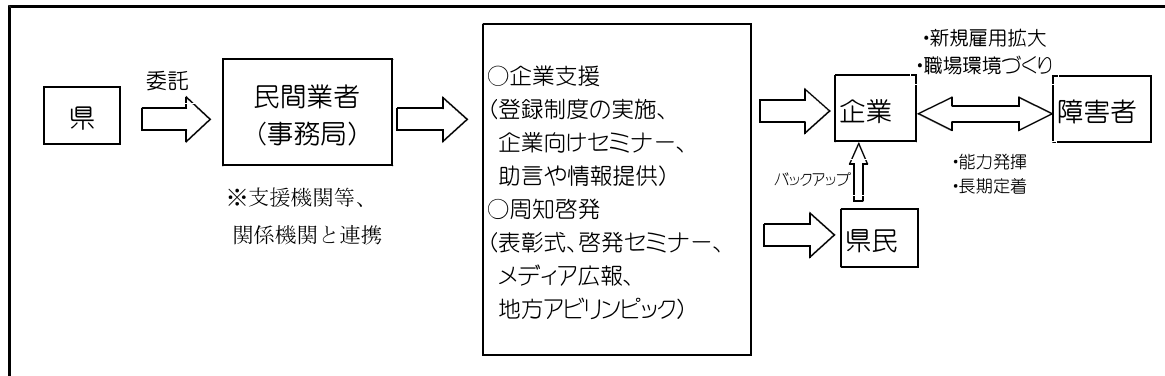 県
委託
民間業者
(事務局)
※支援機関等、
関係機関と連携
○企業支援
(登録制度の実施、
企業向けセミナー、
助言や情報提供)
○周知啓発
(表彰式、啓発セミナー、
メディア広報、
地方アビリンピック)
企業
バックアップ
県民
・新規雇用拡大
・職場環境づくり
・能力発揮
・長期定着
障害者